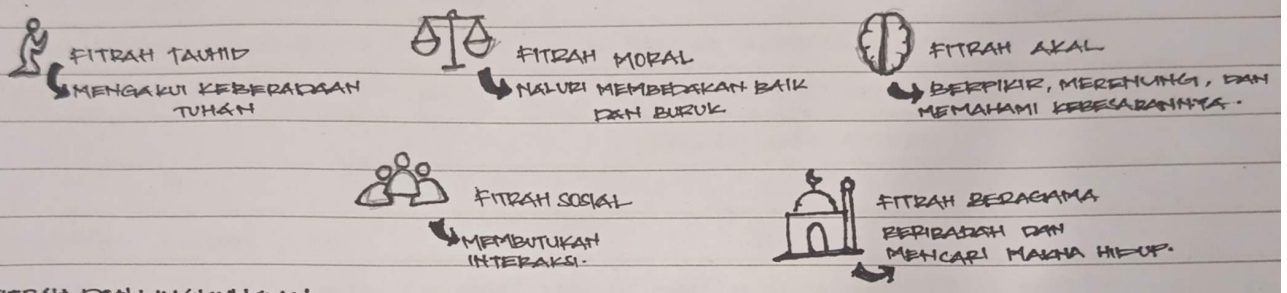 FITRAH TAUHID
MENGAKUI KEBERADAAN
TUHAN
FITRAH MORAL
NALURI MEMBEDAKAN BAIK
DAN BURUK
FITRAH AKAL
BERPIKIR, MERENUNG, DAN
MEMAHAMI KEBESARANNYA.
FITRAH SOSIAL
MEMBUTUKAN
INTERAKSI.
FITRAH BERAGAMA
BERIBADAH DAN
MENCARI MAKNA HIDUP.